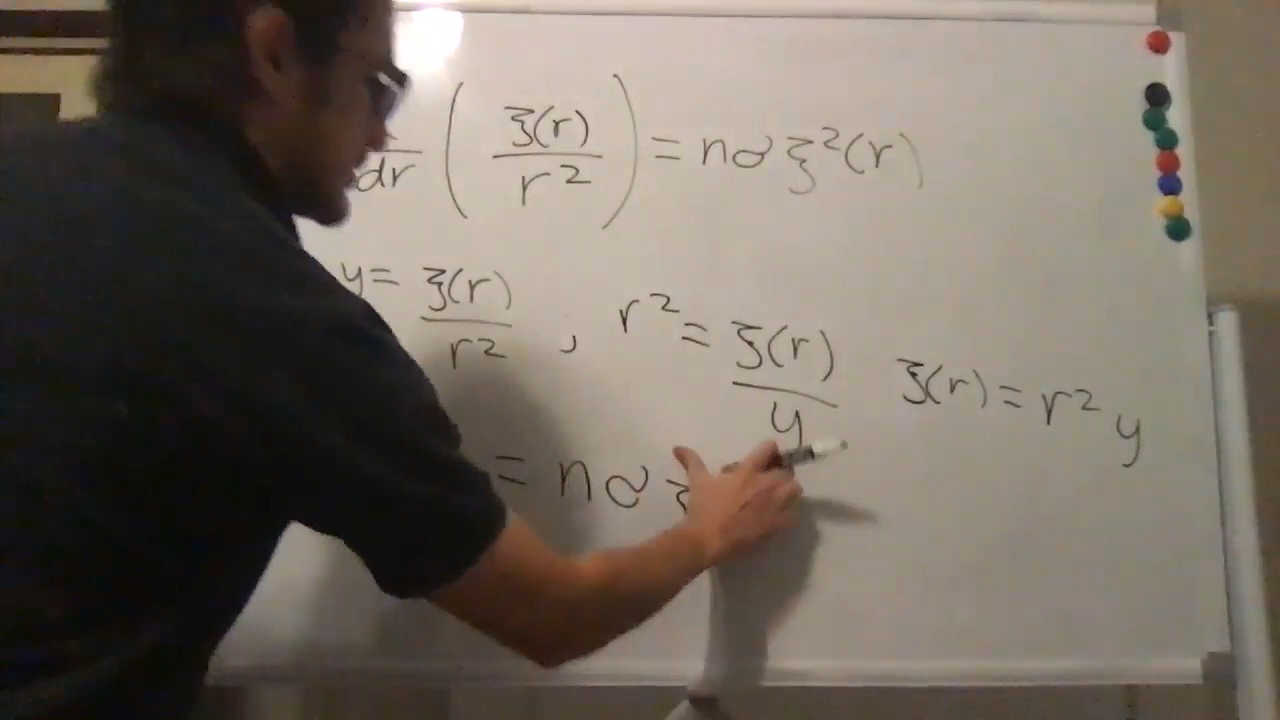 dr ( ξ(r) / r² ) = nσ ξ²(r)
y = ξ(r) / r² , r² = ξ(r) / y ξ(r) = r² y
= nσ